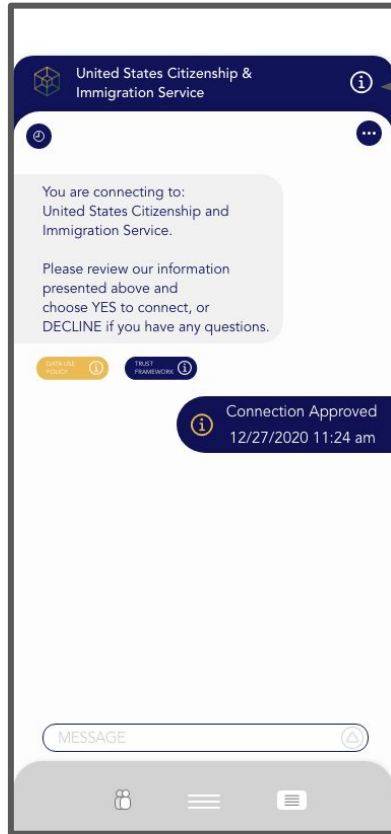 United States Citizenship &
Immigration Service
You are connecting to:
United States Citizenship and
Immigration Service.
Please review our information
presented above and
choose YES to connect, or
DECLINE if you have any questions.
DATA USE
POLICY
TRUST
FRAMEWORK
Connection Approved
12/27/2020 11:24 am
MESSAGE